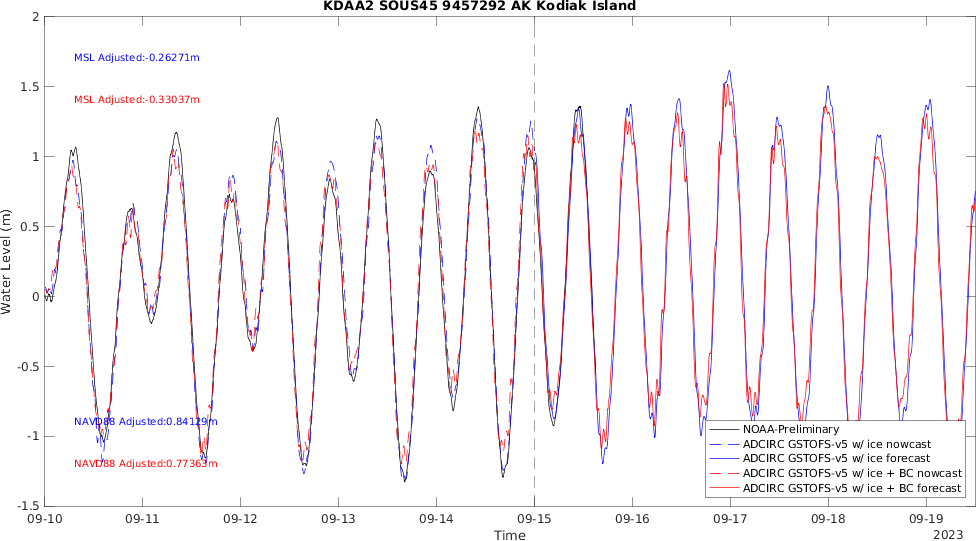 KDAA2 SOUS45 9457292 AK Kodiak Island
2
1.5
1
0.5
0
-0.5
-1
-1.5
Water Level (m)
MSL Adjusted:-0.26271m
MSL Adjusted:-0.33037m
NAVD88 Adjusted:0.84129m
NAVD88 Adjusted:0.77363m
NOAA-Preliminary
ADCIRC GSTOFS-v5 w/ ice nowcast
ADCIRC GSTOFS-v5 w/ ice forecast
ADCIRC GSTOFS-v5 w/ ice + BC nowcast
ADCIRC GSTOFS-v5 w/ ice + BC forecast
09-10 09-11 09-12 09-13 09-14 09-15 09-16 09-17 09-18 09-19
Time
2023